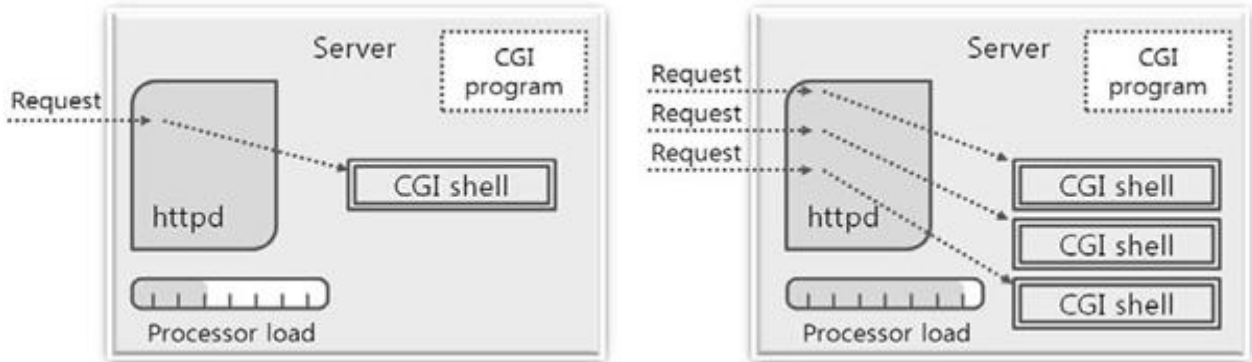 Server
CGI
program
Request
CGI shell
httpd
Processor load
Server
CGI
program
Request
Request
Request
CGI shell
httpd
CGI shell
CGI shell
Processor load